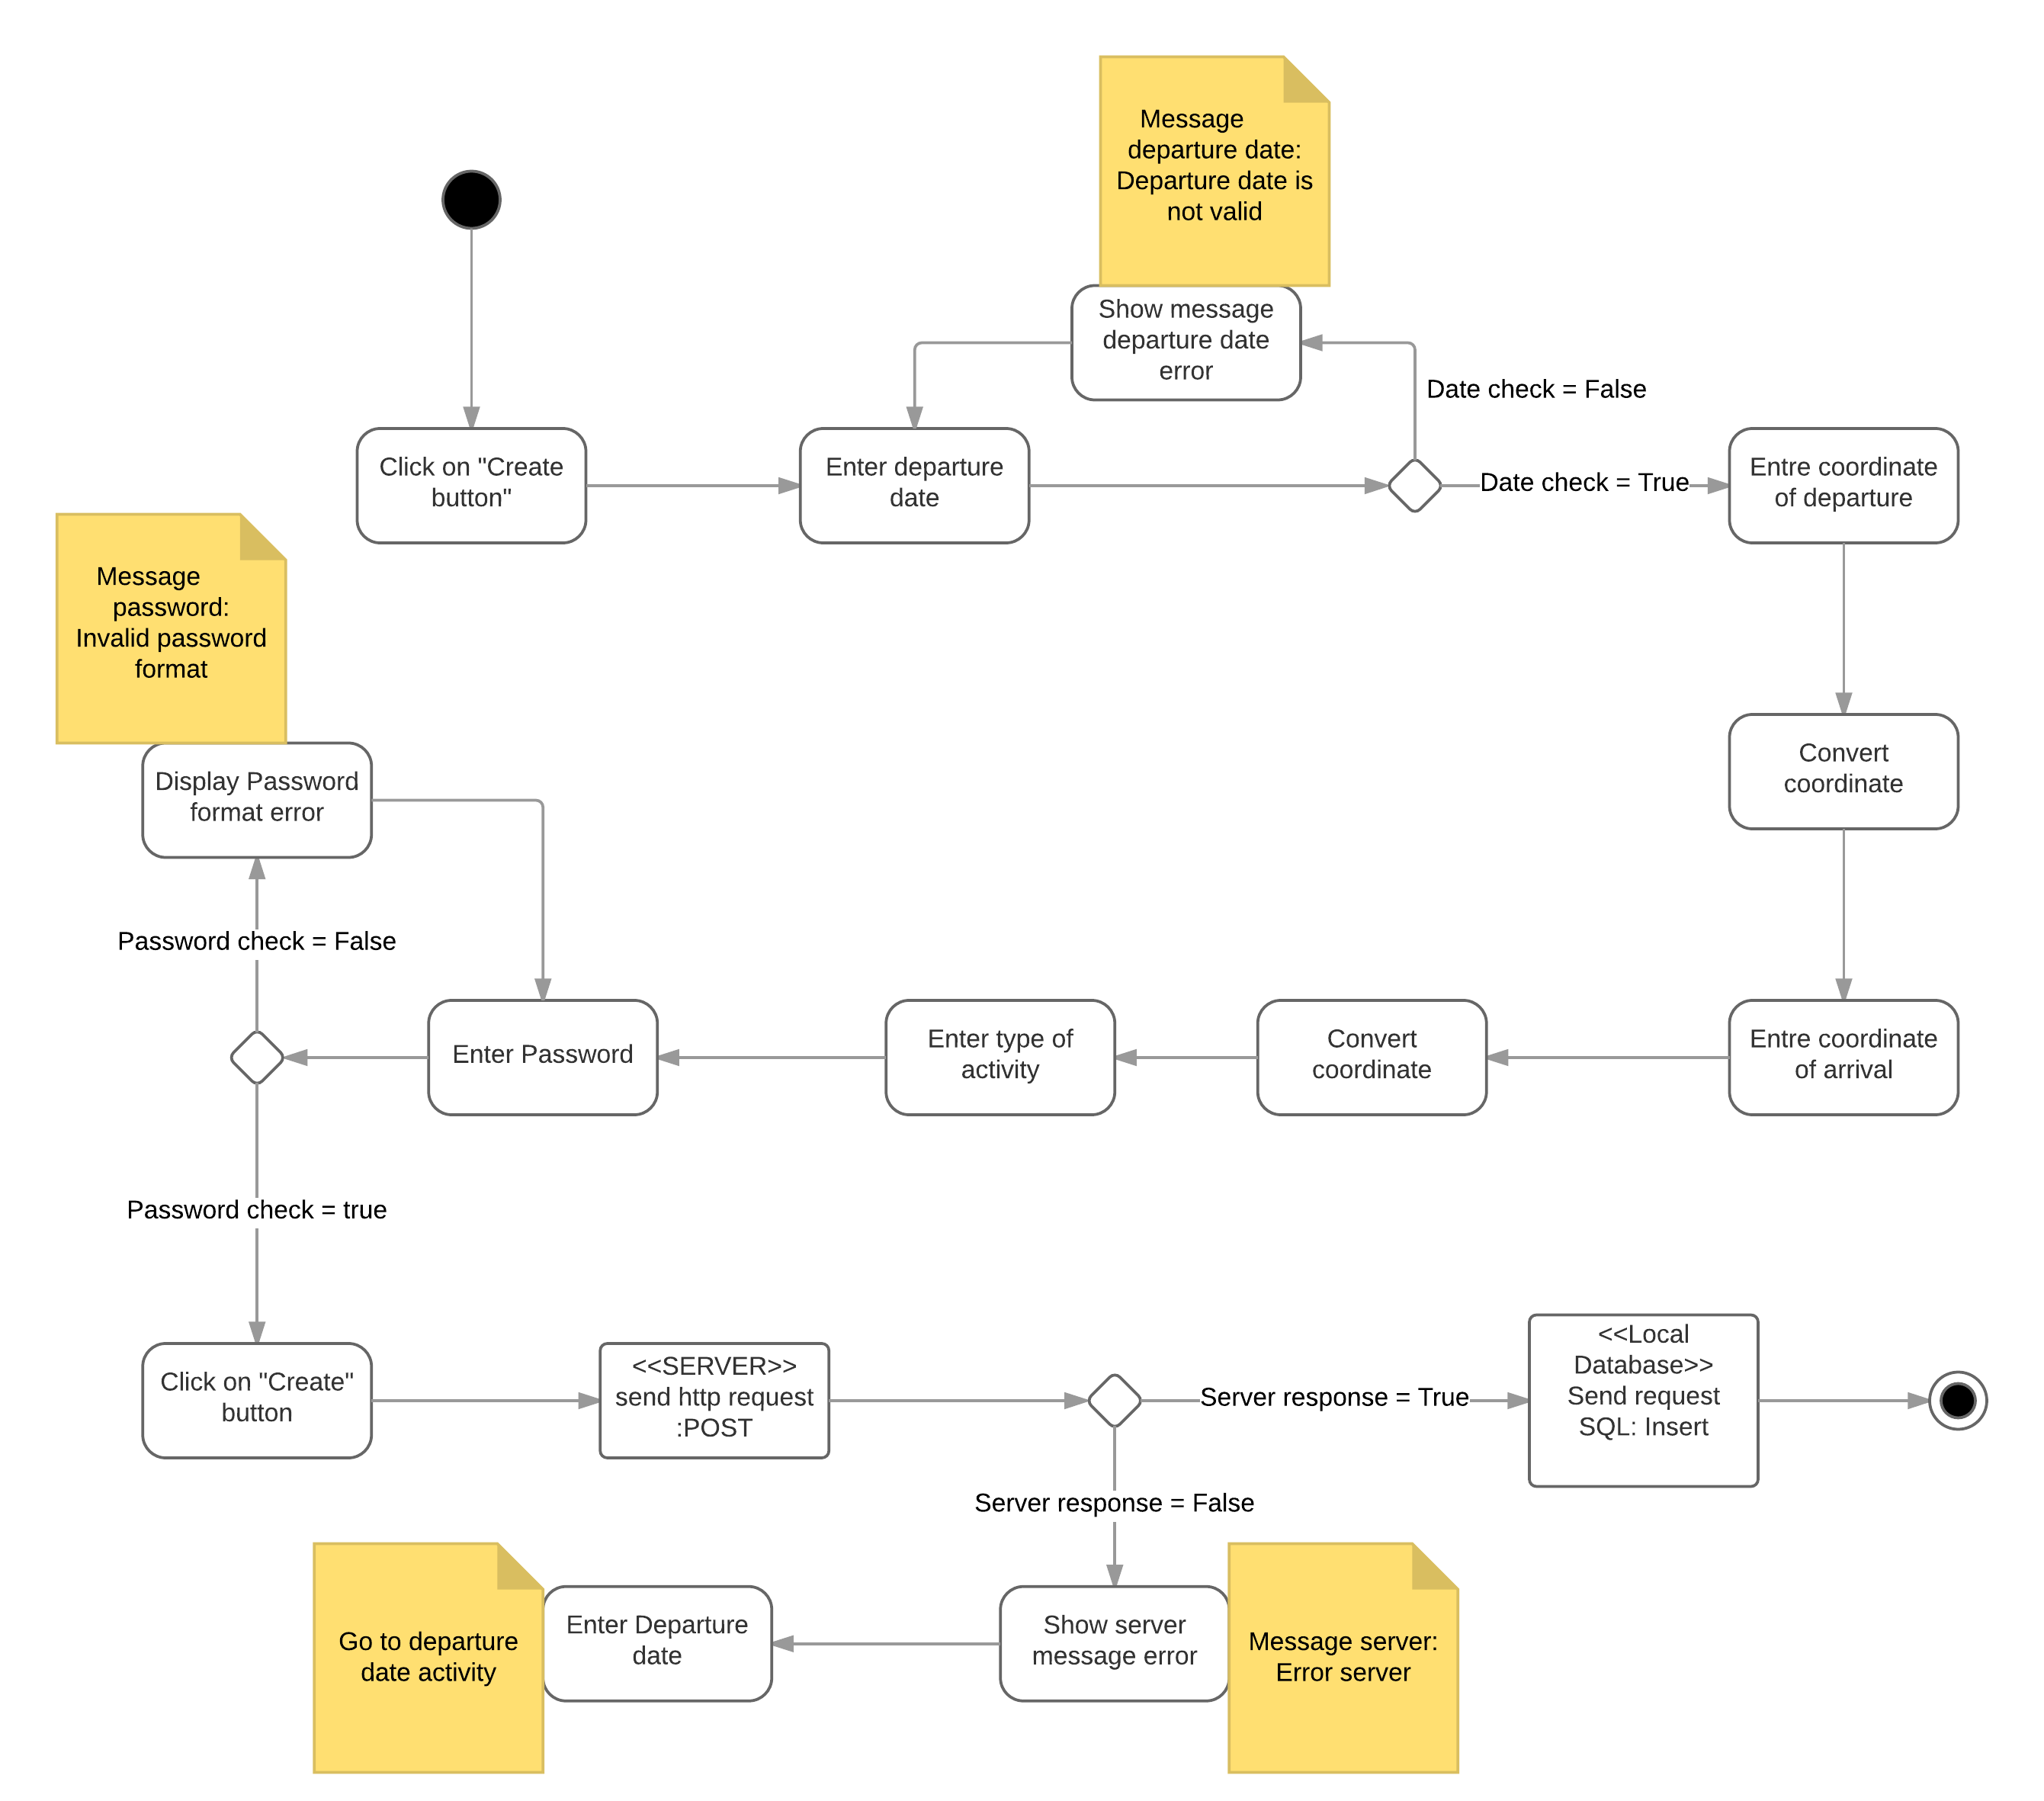 Message
departure date:
Departure date is
not valid
Show message
departure date
error
Date check = False
Click on "Create
button"
Enter departure
date
Date check = True
Entre coordinate
of departure
Message
password:
Invalid password
format
Display Password
format error
Convert
coordinate
Password check = False
Enter Password
Enter type of
activity
Convert
coordinate
Entre coordinate
of arrival
Password check = true
Click on "Create"
button
<<SERVER>>
send http request
:POST
Server response = True
<<Local
Database>>
Send request
SQL: Insert
Server response = False
Go to departure
date activity
Enter Departure
date
Show server
message error
Message server:
Error server